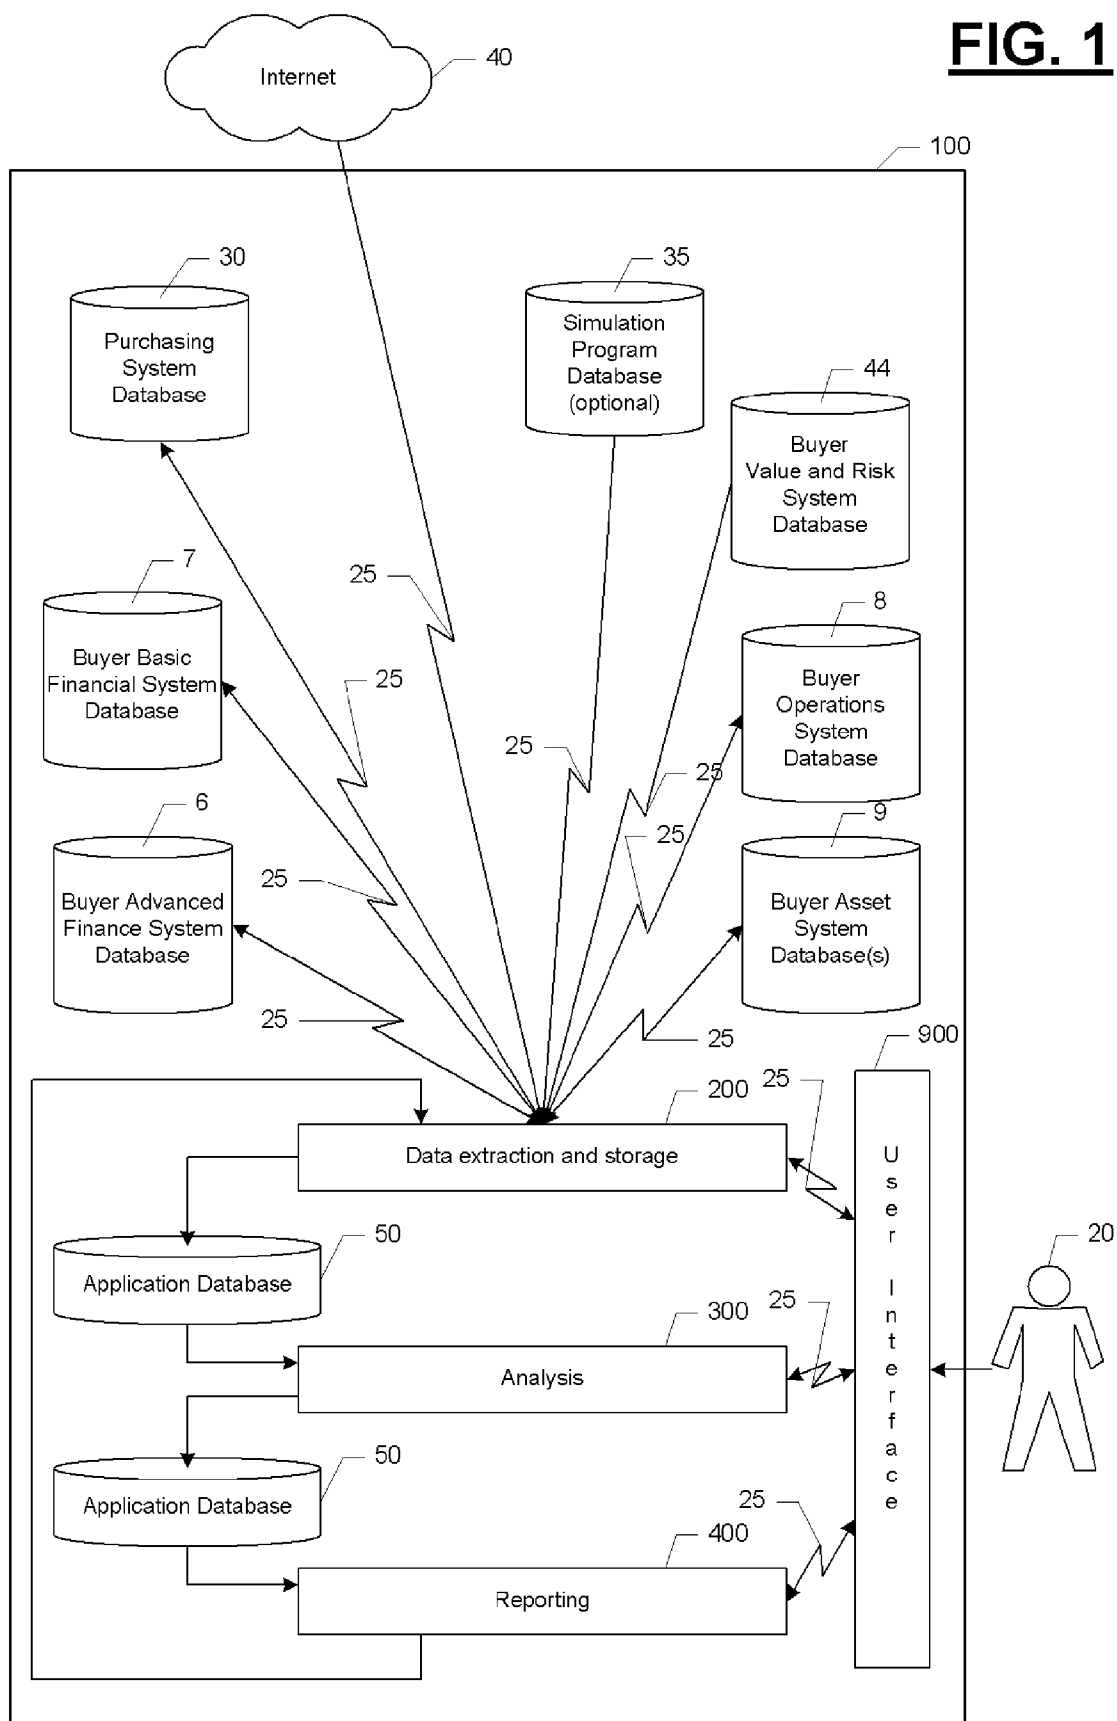 FIG. 1
40
Internet
100
30
Purchasing
System
Database
35
Simulation
Program
Database
(optional)
44
Buyer
Value and Risk
System
Database
7
Buyer Basic
Financial System
Database
25
25
8
Buyer
Operations
System
Database
25
25
6
Buyer Advanced
Finance System
Database
25
25
9
Buyer Asset
System
Database(s)
25
25
900
200
25
Data extraction and storage
User Interface
50
Application Database
20
300
25
Analysis
50
Application Database
25
400
Reporting